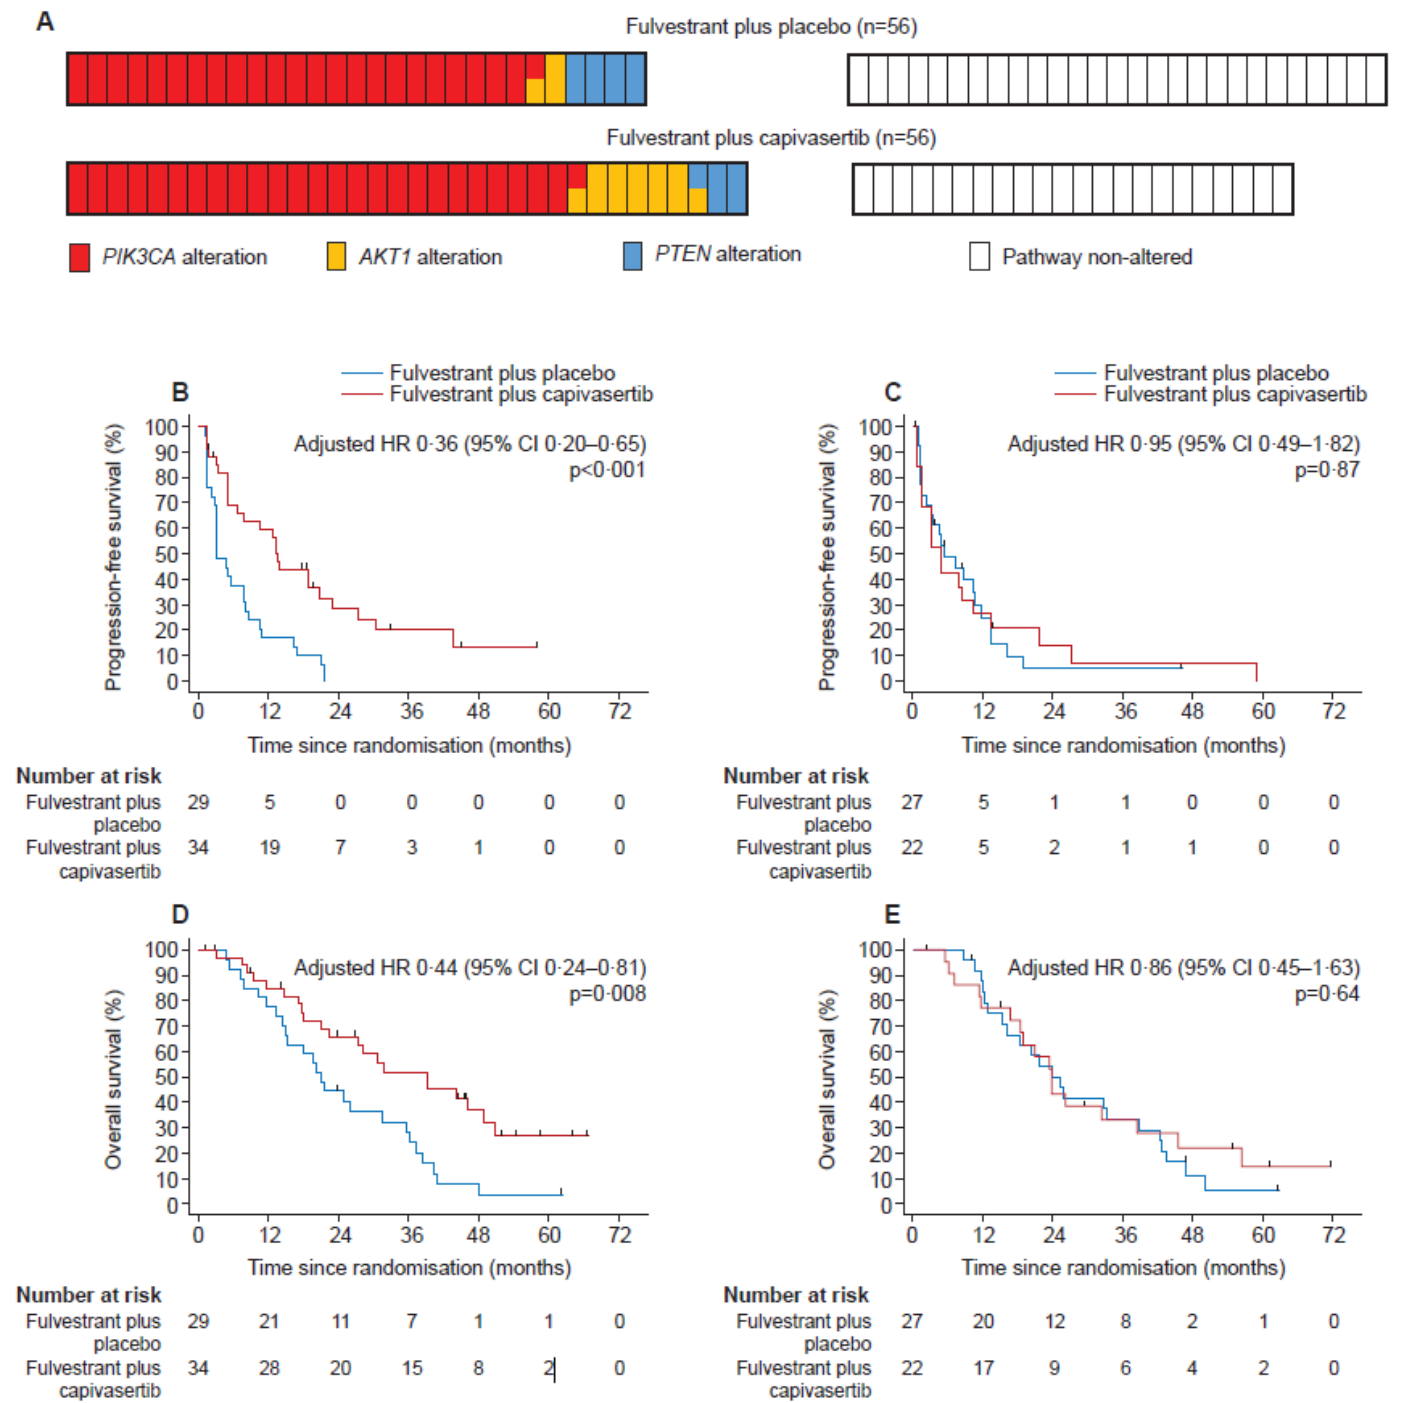 A
Fulvestrant plus placebo (n=56)
Fulvestrant plus capivasertib (n=56)
PIK3CA alteration
AKT1 alteration
PTEN alteration
Pathway non-altered
B
Fulvestrant plus placebo
Fulvestrant plus capivasertib
Adjusted HR 0·36 (95% CI 0·20–0·65)
p<0·001
Progression-free survival (%)
100
90
80
70
60
50
40
30
20
10
0
0 12 24 36 48 60 72
Time since randomisation (months)
Number at risk
Fulvestrant plus placebo
29 5 0 0 0 0 0
Fulvestrant plus capivasertib
34 19 7 3 1 0 0
C
Fulvestrant plus placebo
Fulvestrant plus capivasertib
Adjusted HR 0·95 (95% CI 0·49–1·82)
p=0·87
Progression-free survival (%)
100
90
80
70
60
50
40
30
20
10
0
0 12 24 36 48 60 72
Time since randomisation (months)
Number at risk
Fulvestrant plus placebo
27 5 1 1 0 0 0
Fulvestrant plus capivasertib
22 5 2 1 1 0 0
D
Adjusted HR 0·44 (95% CI 0·24–0·81)
p=0·008
Overall survival (%)
100
90
80
70
60
50
40
30
20
10
0
0 12 24 36 48 60 72
Time since randomisation (months)
Number at risk
Fulvestrant plus placebo
29 21 11 7 1 1 0
Fulvestrant plus capivasertib
34 28 20 15 8 2 0
E
Adjusted HR 0·86 (95% CI 0·45–1·63)
p=0·64
Overall survival (%)
100
90
80
70
60
50
40
30
20
10
0
0 12 24 36 48 60 72
Time since randomisation (months)
Number at risk
Fulvestrant plus placebo
27 20 12 8 2 1 0
Fulvestrant plus capivasertib
22 17 9 6 4 2 0